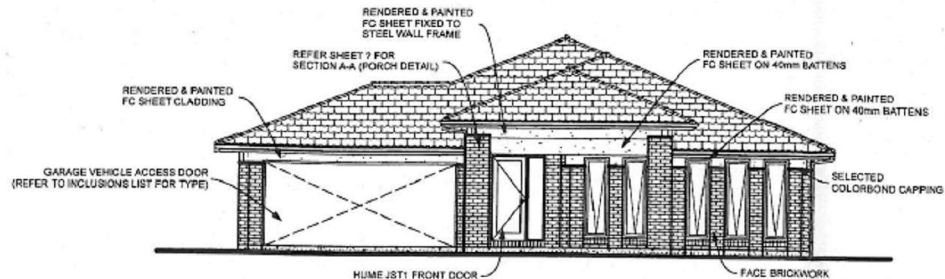 RENDERED & PAINTED
FC SHEET FIXED TO
STEEL WALL FRAME
REFER SHEET ? FOR
SECTION A-A (PORCH DETAIL)
RENDERED & PAINTED
FC SHEET ON 40mm BATTENS
RENDERED & PAINTED
FC SHEET CLADDING
RENDERED & PAINTED
FC SHEET ON 40mm BATTENS
GARAGE VEHICLE ACCESS DOOR
(REFER TO INCLUSIONS LIST FOR TYPE)
SELECTED
COLORBOND CAPPING
HUME JST1 FRONT DOOR
FACE BRICKWORK